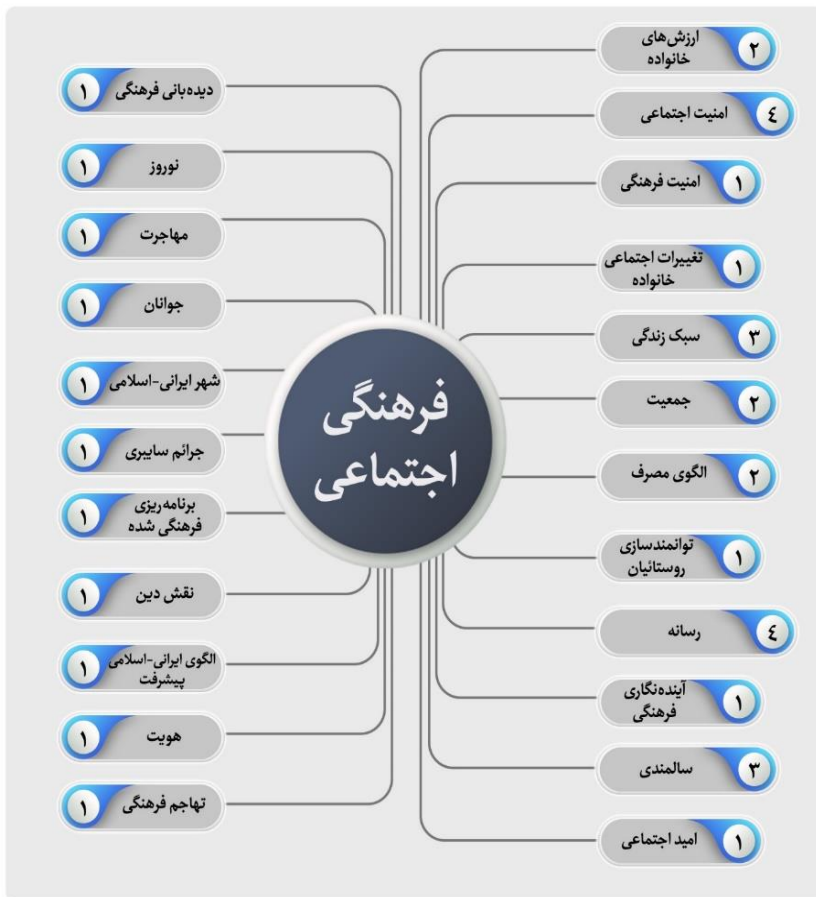 ارزش‌های
خانواده
۲
امنیت اجتماعی
٤
امنیت فرهنگی
۱
تغییرات اجتماعی
خانواده
۱
سبک زندگی
۳
جمعیت
۲
الگوی مصرف
۲
توانمندسازی
روستائیان
۱
رسانه
٤
آینده‌نگاری
فرهنگی
۱
سالمندی
۳
امید اجتماعی
۱
فرهنگی
اجتماعی
دیده‌بانی فرهنگی
۱
نوروز
۱
مهاجرت
۱
جوانان
۱
شهر ایرانی-اسلامی
۱
جرائم سایبری
۱
برنامه‌ریزی
فرهنگی شده
۱
نقش دین
۱
الگوی ایرانی-اسلامی
پیشرفت
۱
هویت
۱
تهاجم فرهنگی
۱